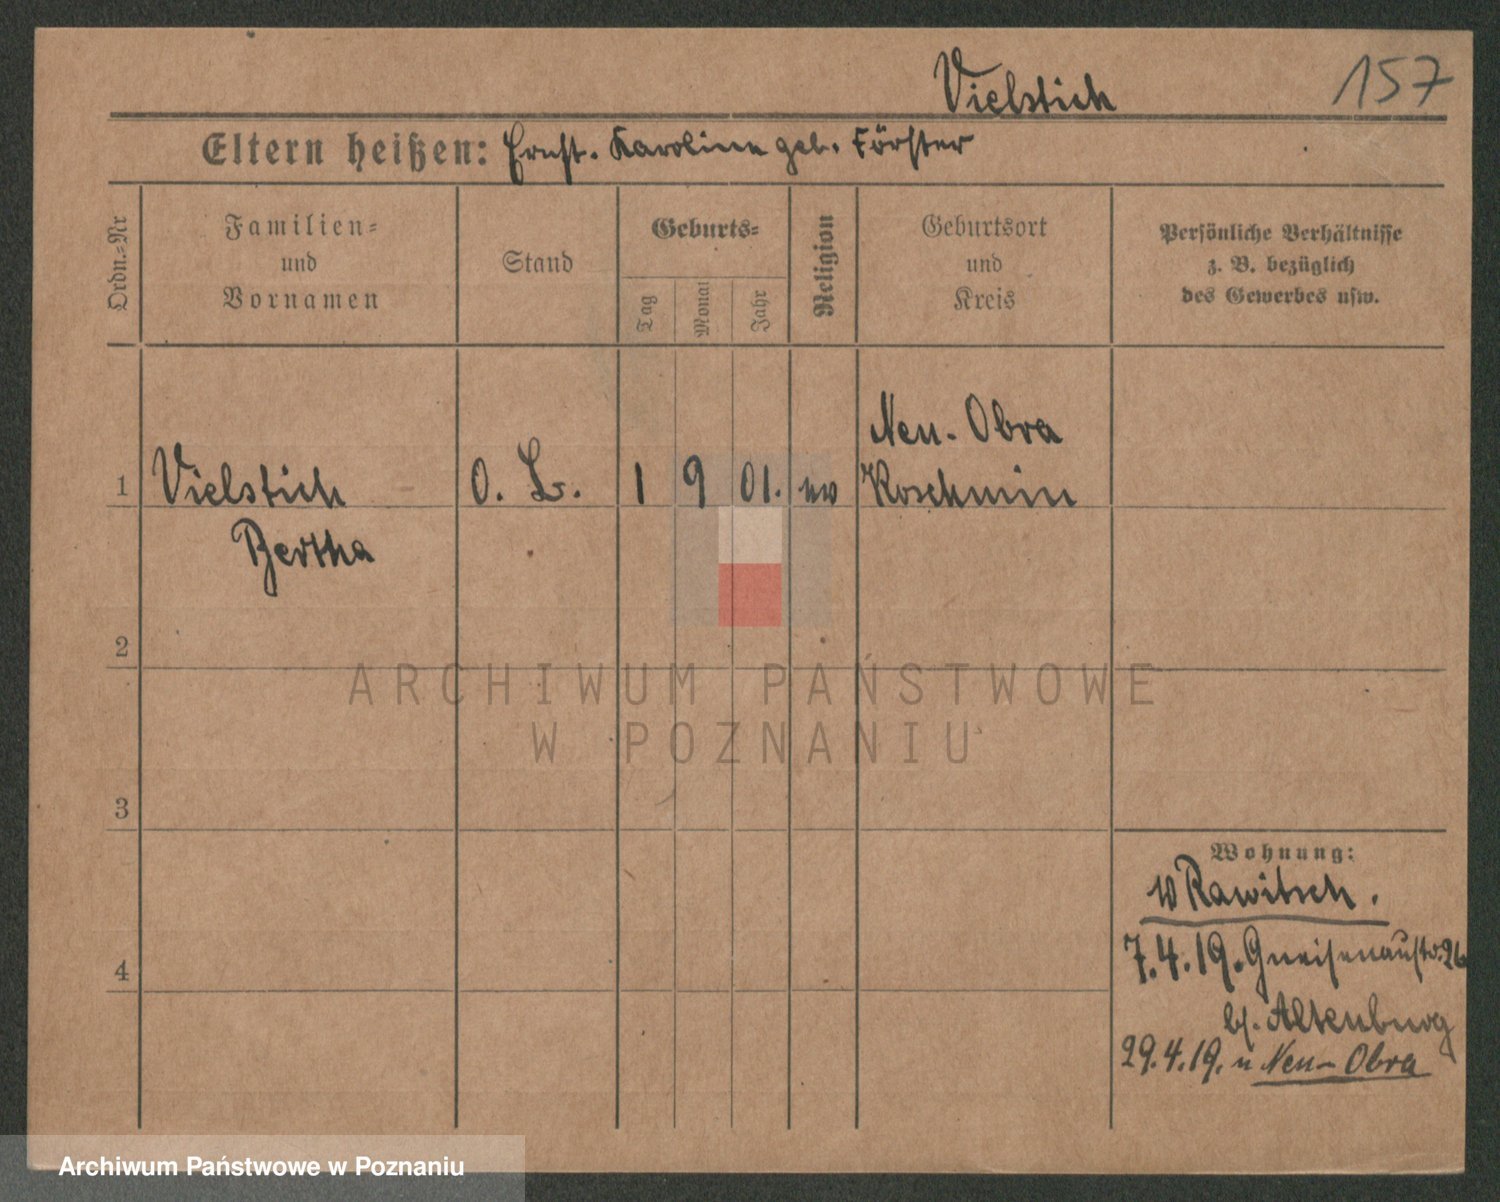 Vielstich
157
Eltern heißen: Ernst. Karoline geb. Förster
Ordn.-Nr
Familien-
und
Vornamen
Stand
Geburts-
Tag
Monat
Jahr
Religion
Geburtsort
und
Kreis
Persönliche Verhältnisse
z. B. bezüglich
des Gewerbes usw.
Neu-Obra
1 Vielstich O. L. 1 9 01. Koschmin
Bertha
2
ARCHIWUM PAŃSTWOWE
W POZNANIU
3
Wohnung:
Rawitsch.
4
7.4.19. Gneisenaustr. 26
b/. Altenburg
29.4.19. n Neu-Obra
Archiwum Państwowe w Poznaniu